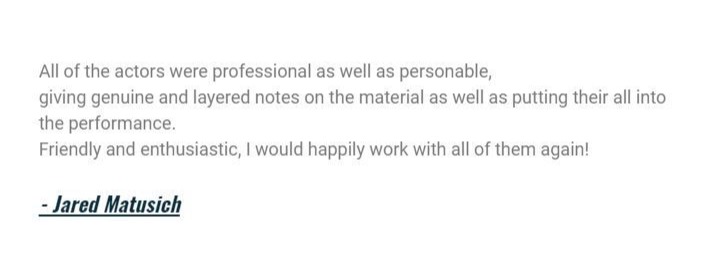 All of the actors were professional as well as personable,
giving genuine and layered notes on the material as well as putting their all into
the performance.
Friendly and enthusiastic, I would happily work with all of them again!
- Jared Matusich